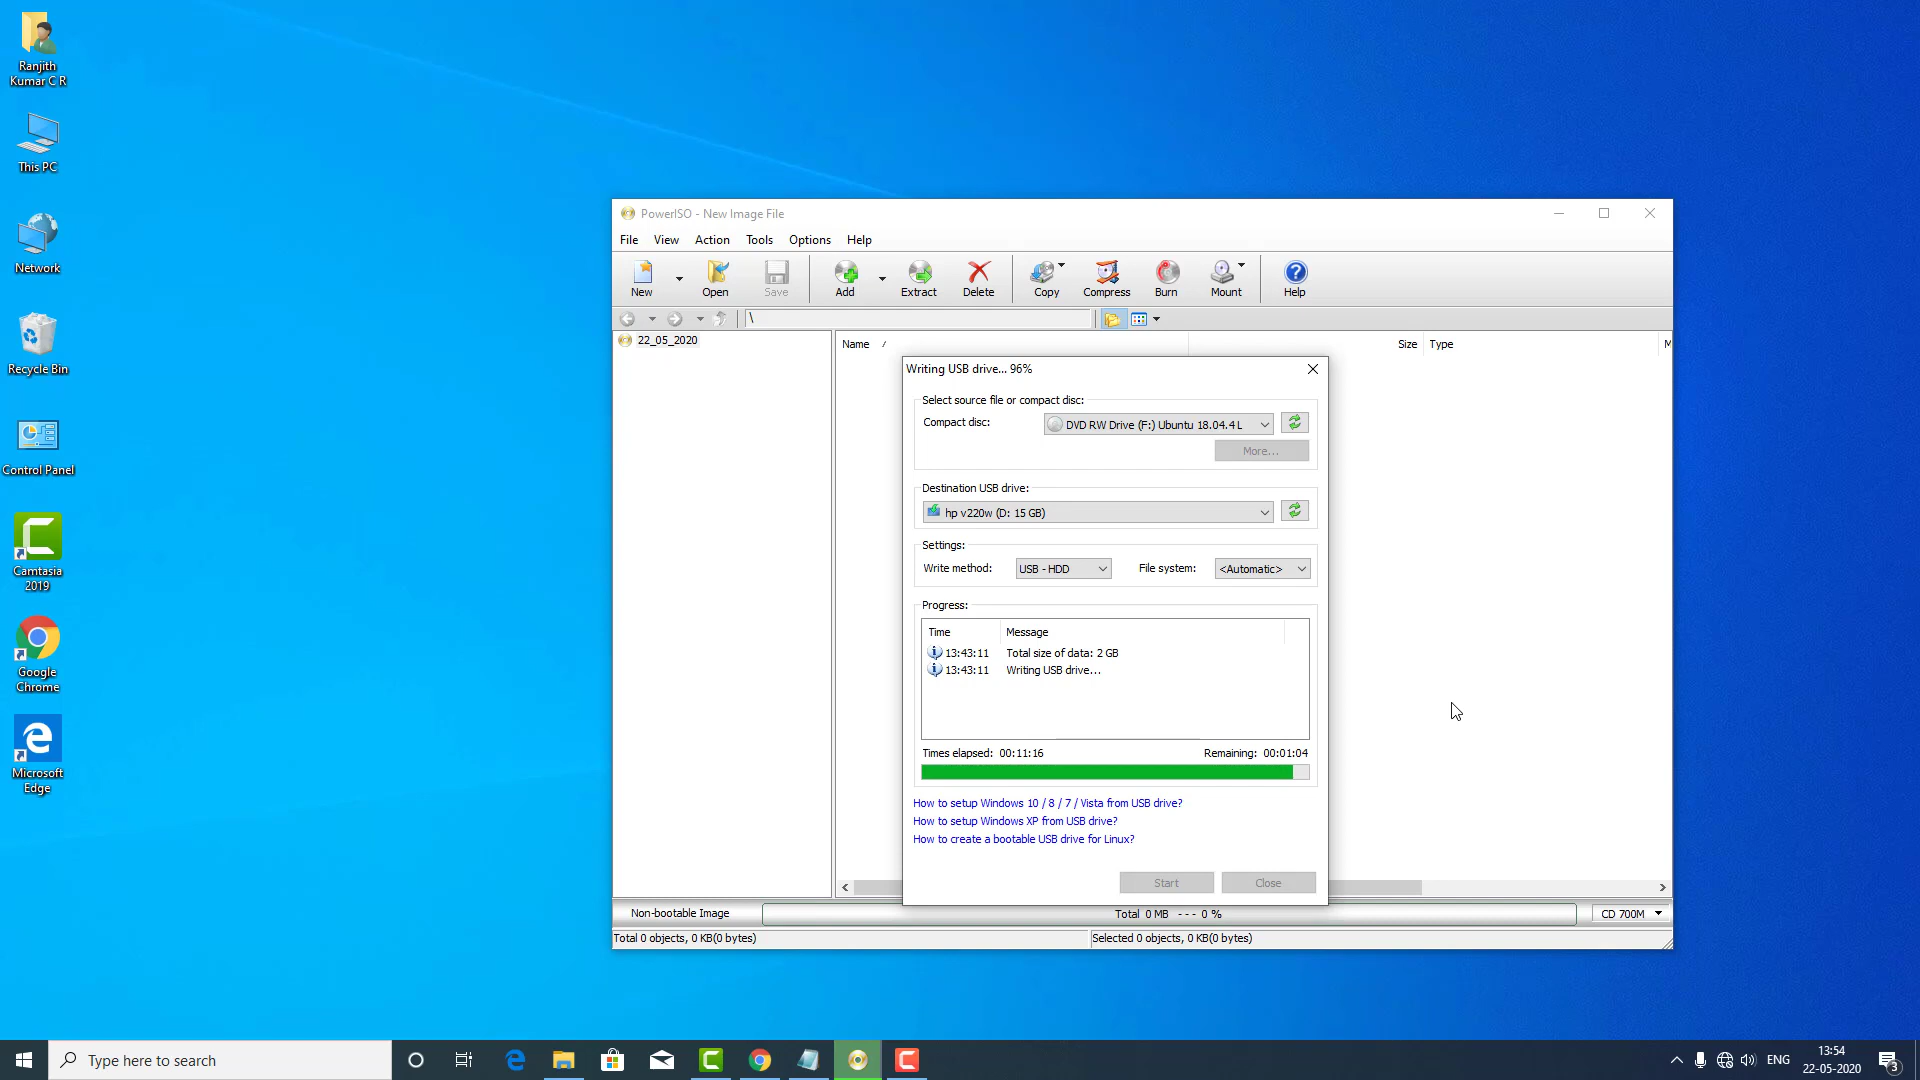 Ranjith
Kumar C R
This PC
Network
Recycle Bin
Control Panel
Camtasia
2019
Google
Chrome
Microsoft
Edge
PowerISO - New Image File
File View Action Tools Options Help
New Open Save Add Extract Delete Copy Compress Burn Mount Help
\
22_05_2020
Name / Size Type M
Writing USB drive... 96%
Select source file or compact disc:
Compact disc: DVD RW Drive (F:) Ubuntu 18.04.4 L
More...
Destination USB drive:
hp v220w (D: 15 GB)
Settings:
Write method: USB - HDD File system: <Automatic>
Progress:
Time Message
13:43:11 Total size of data: 2 GB
13:43:11 Writing USB drive...
Times elapsed: 00:11:16 Remaining: 00:01:04
How to setup Windows 10 / 8 / 7 / Vista from USB drive?
How to setup Windows XP from USB drive?
How to create a bootable USB drive for Linux?
Start Close
Non-bootable Image Total 0 MB --- 0 % CD 700M
Total 0 objects, 0 KB(0 bytes) Selected 0 objects, 0 KB(0 bytes)
Type here to search
ENG
13:54
22-05-2020
3